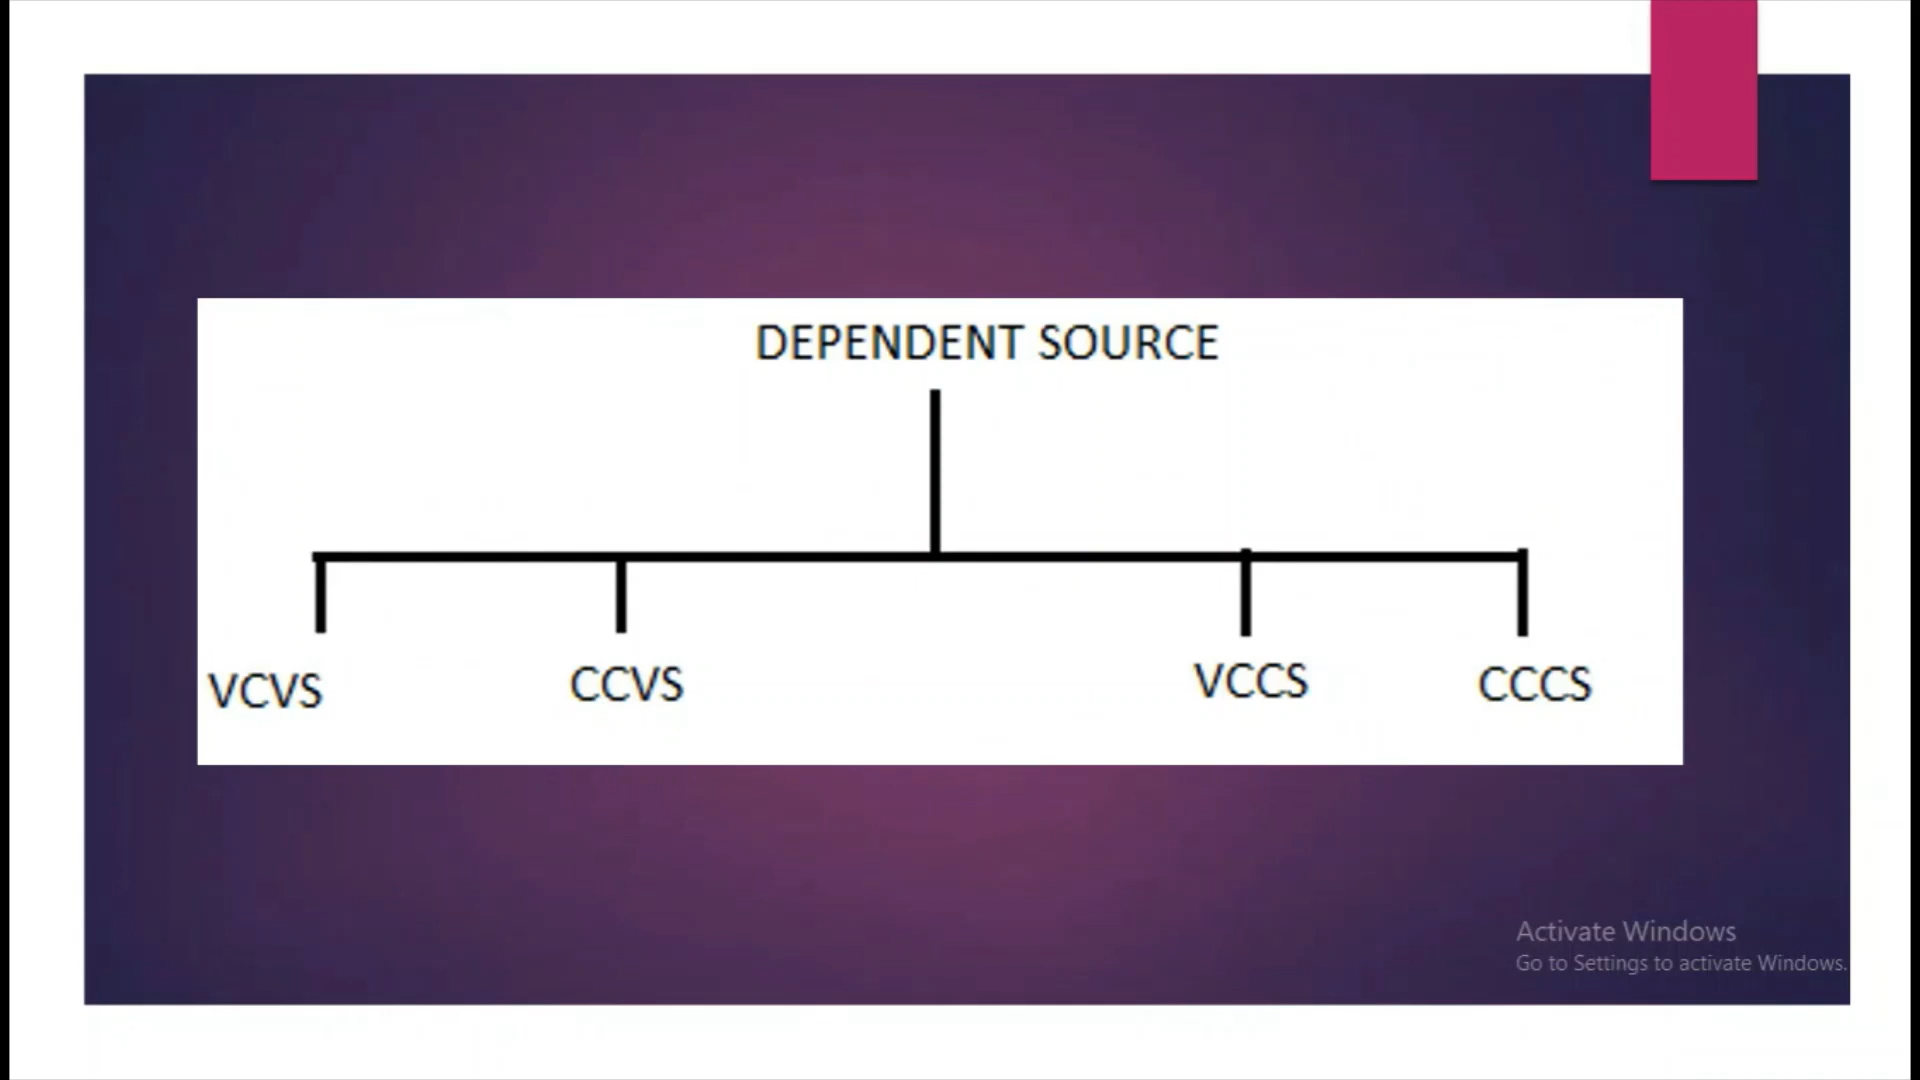 DEPENDENT SOURCE
VCVS
CCVS
VCCS
CCCS
Activate Windows
Go to Settings to activate Windows.